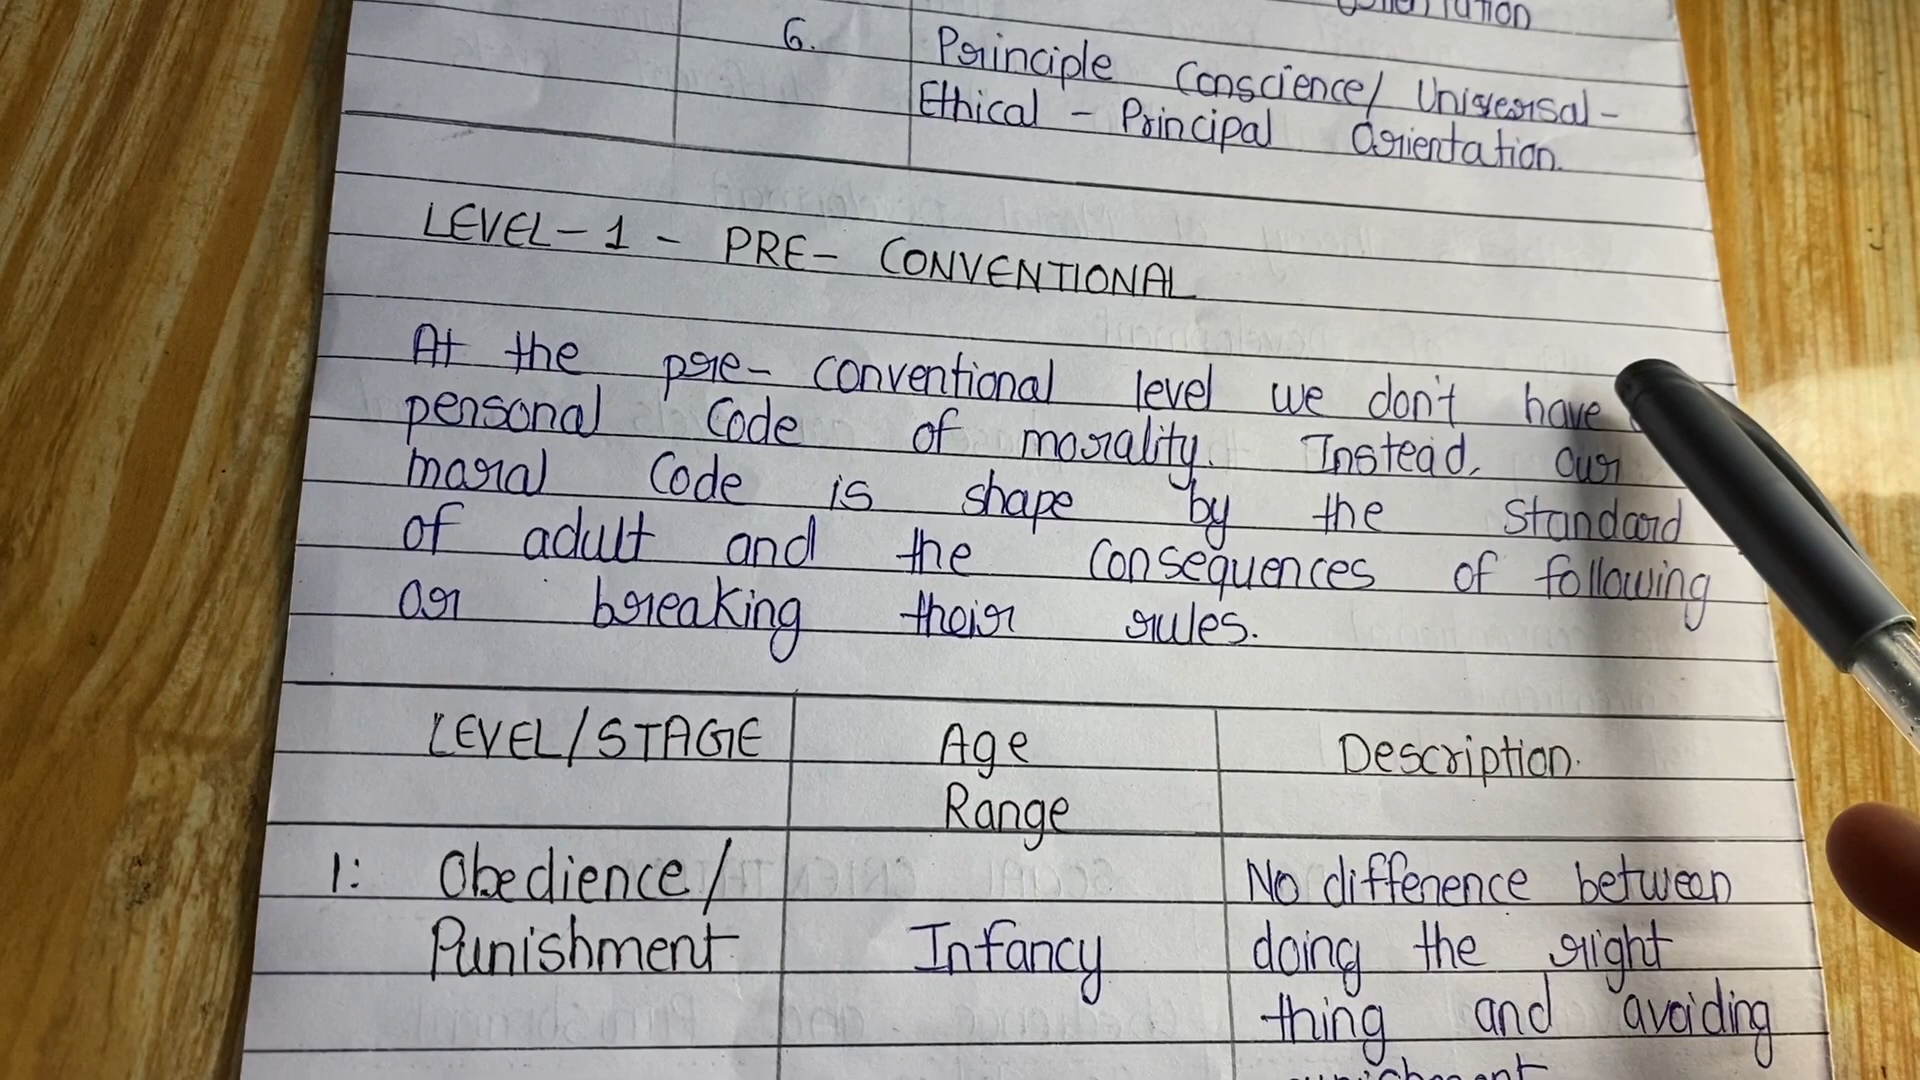 6. Principle Conscience/ Universal-
Ethical - Principal Orientation.
LEVEL-1 - PRE- CONVENTIONAL
At the pre- conventional level we don't have
personal Code of morality. Instead, our
moral Code is shape by the Standard
of adult and the Consequences of following
or breaking their rules.
LEVEL/STAGE Age Description.
Range
1: Obedience/ No difference between
Punishment Infancy doing the right
thing and avoiding